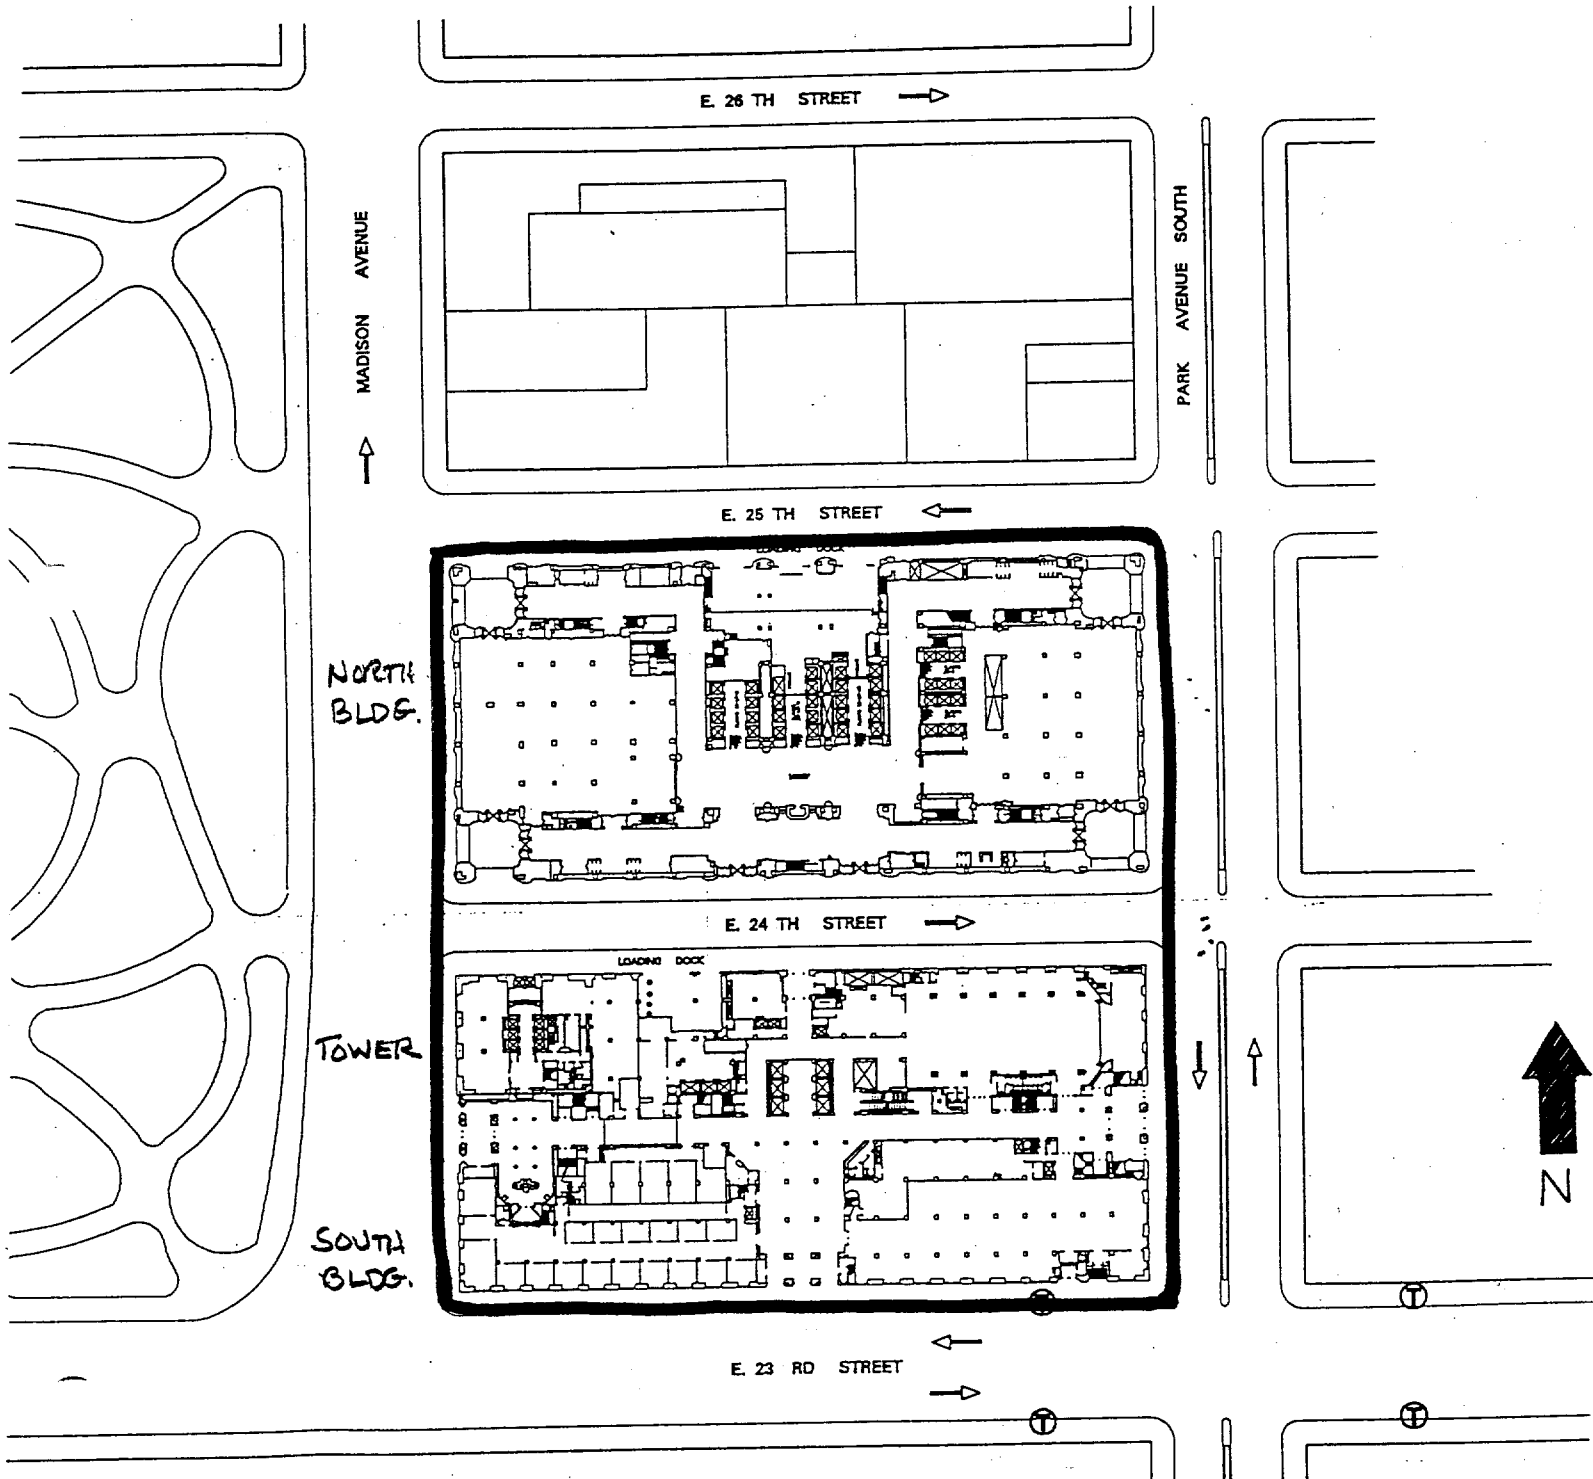 E. 26 TH STREET
MADISON AVENUE
PARK AVENUE SOUTH
E. 25 TH STREET
LOADING DOCK
NORTH
BLDG.
LOBBY
E. 24 TH STREET
LOADING DOCK
TOWER
SOUTH
BLDG.
N
T
T
E. 23 RD STREET
T
T